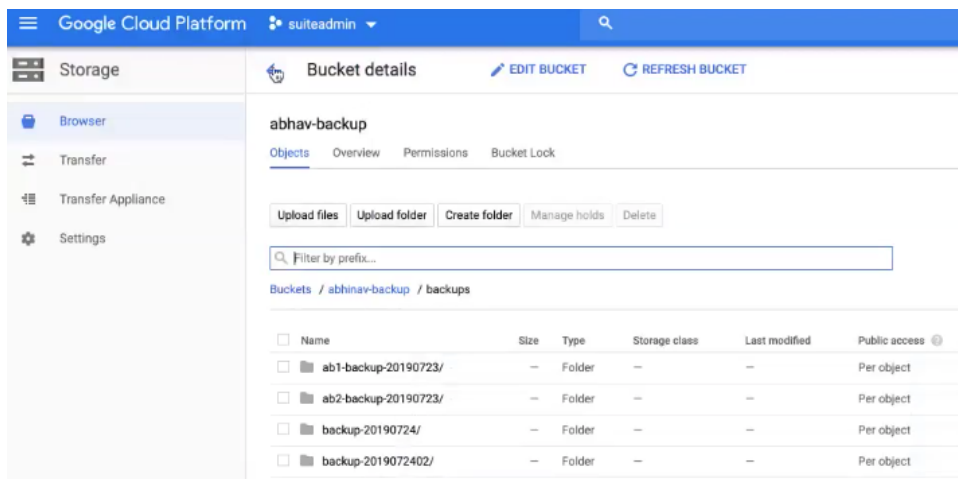 Google Cloud Platform suiteadmin
Storage
Bucket details EDIT BUCKET REFRESH BUCKET
Browser
Transfer
Transfer Appliance
Settings
abhav-backup
Objects Overview Permissions Bucket Lock
Upload files Upload folder Create folder Manage holds Delete
Filter by prefix...
Buckets / abhinav-backup / backups
Name Size Type Storage class Last modified Public access
ab1-backup-20190723/ — Folder — — Per object
ab2-backup-20190723/ — Folder — — Per object
backup-20190724/ — Folder — — Per object
backup-2019072402/ — Folder — — Per object